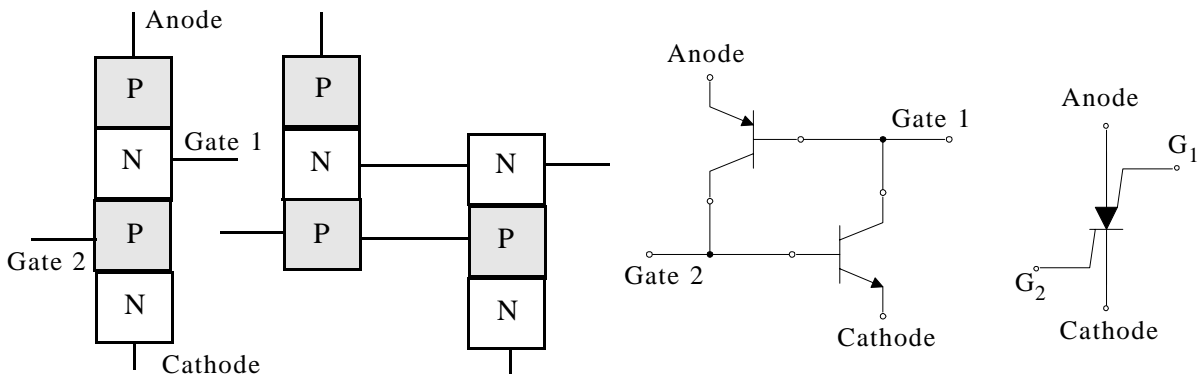 Anode
P
N
Gate 1
P
Gate 2
N
Cathode
P
N
P
N
P
N
Anode
Gate 1
Gate 2
Cathode
Anode
G1
G2
Cathode